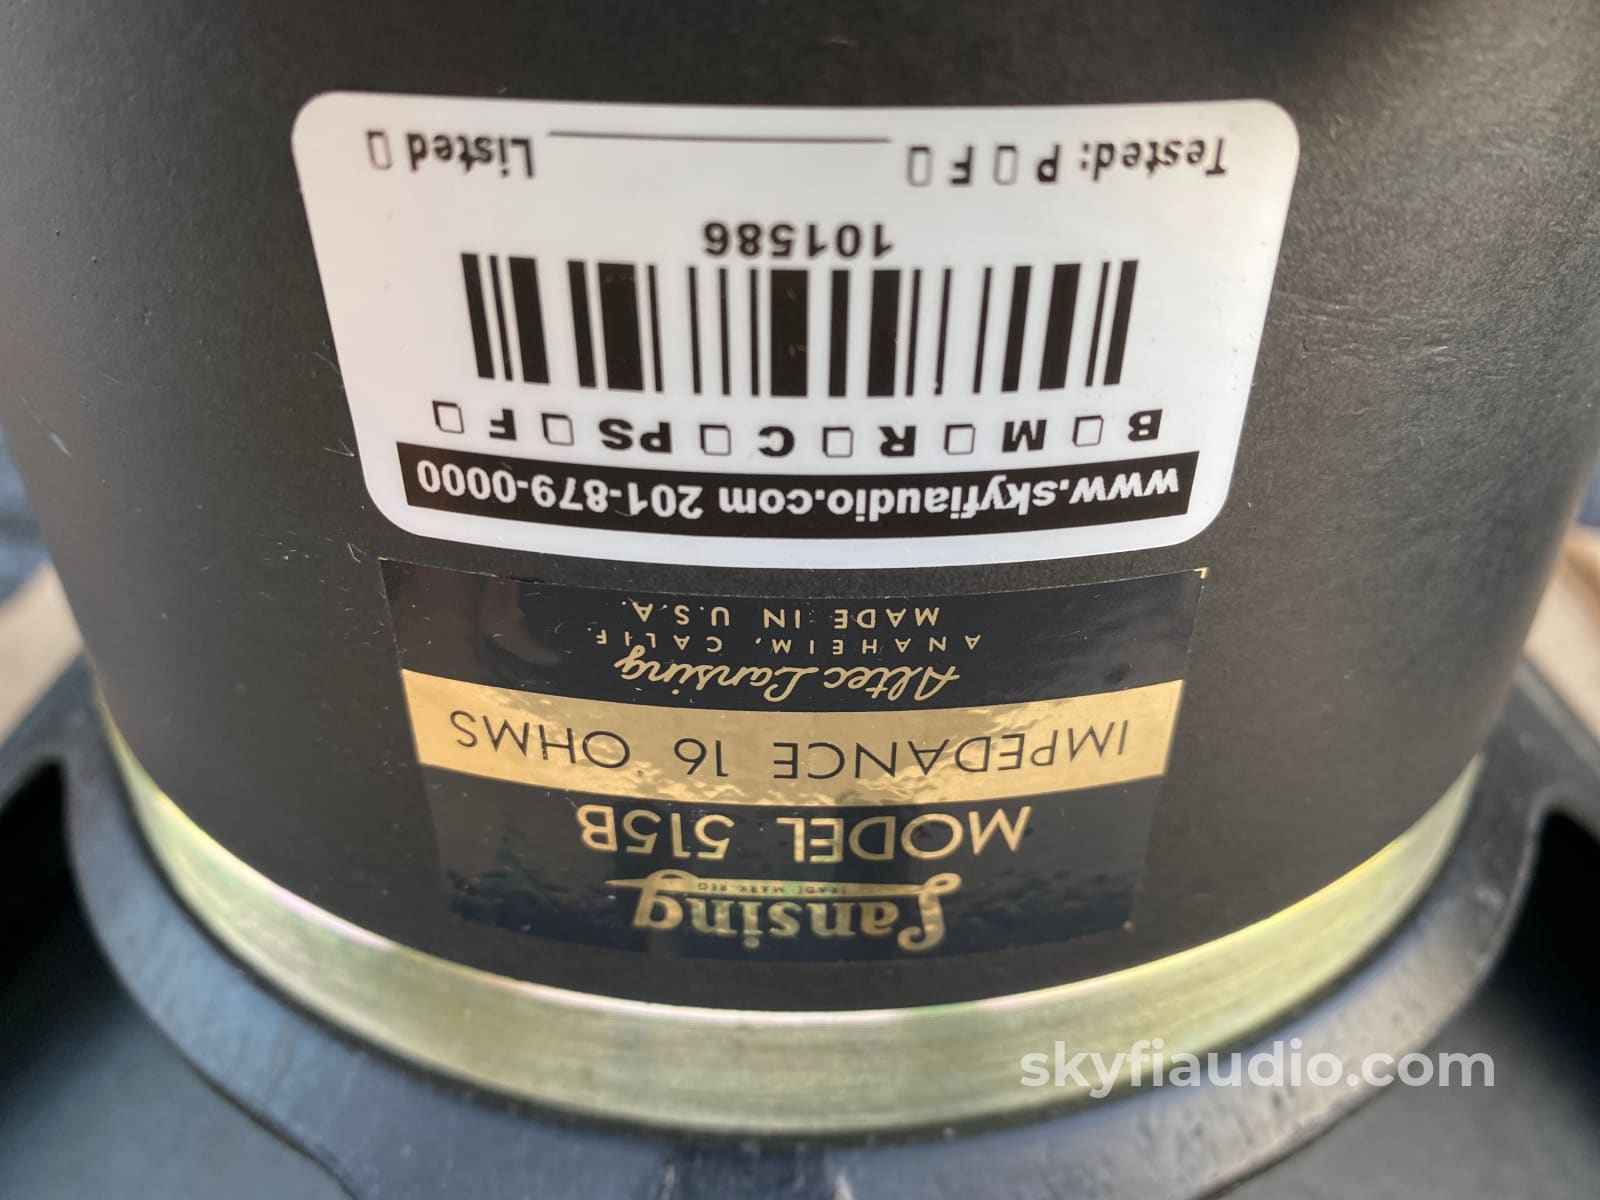 Lansing
TRADE MARK REG
MODEL 515B
IMPEDANCE 16 OHMS
Altec Lansing
ANAHEIM, CALIF.
MADE IN U.S.A.
www.skyfiaudio.com 201-879-0000
B M R C PS F
101586
Tested: P F Listed
skyfiaudio.com